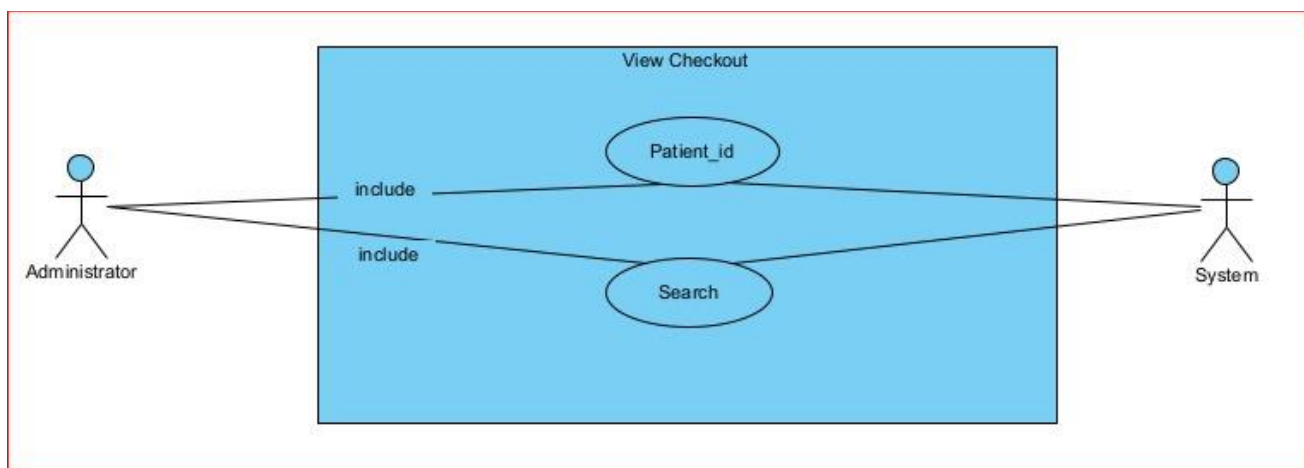 View Checkout
Patient_id
include
include
Administrator
Search
System